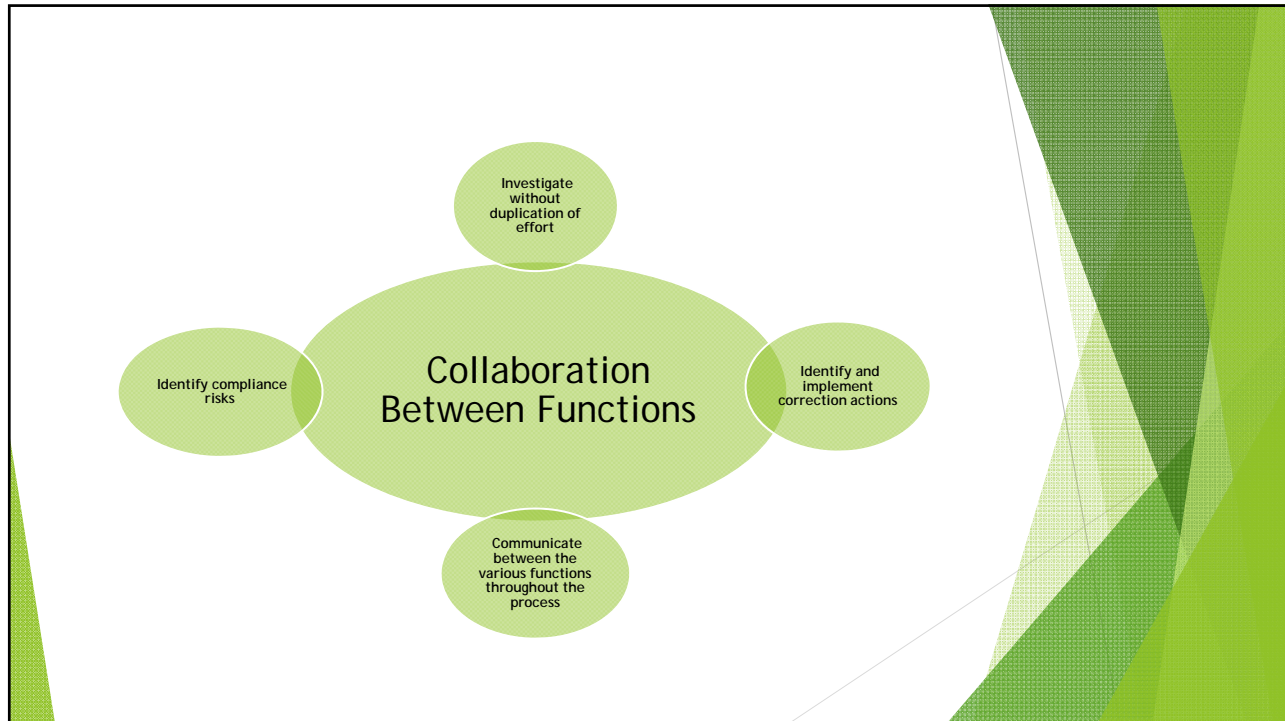 Investigate
without
duplication of
effort
Identify compliance
risks
Collaboration
Between Functions
Identify and
implement
correction actions
Communicate
between the
various functions
throughout the
process